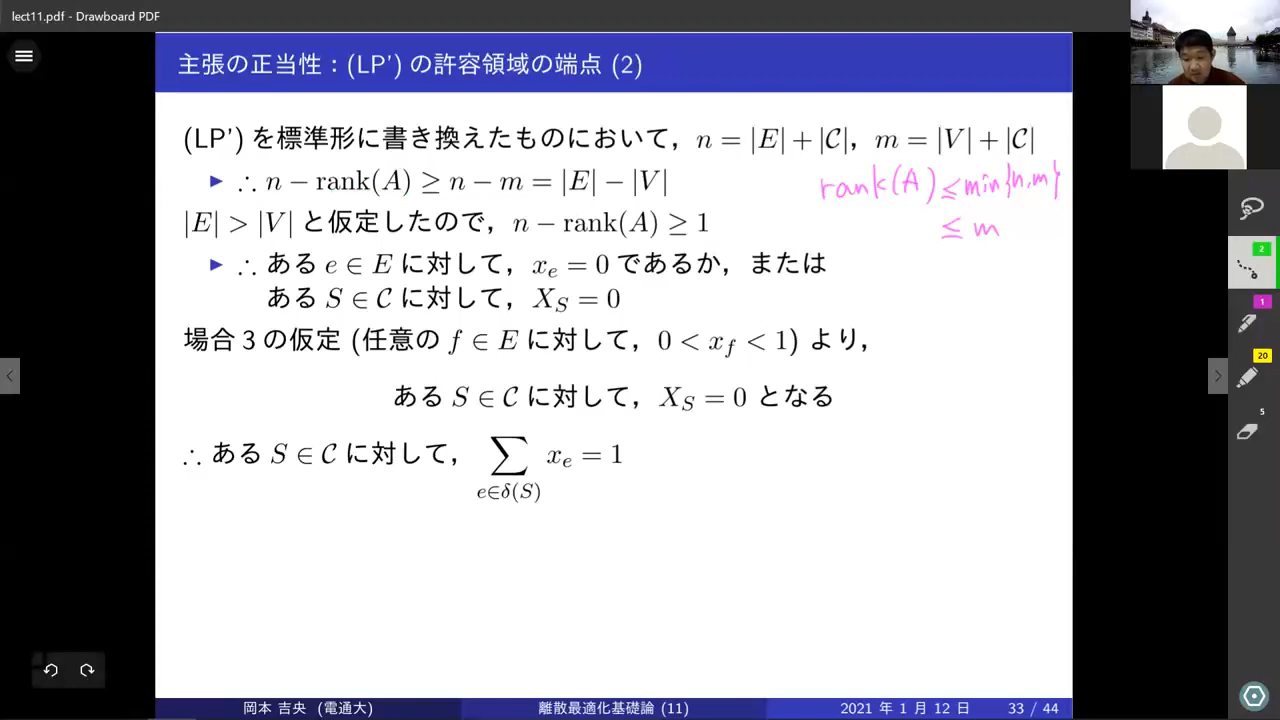 lect11.pdf - Drawboard PDF
主張の正当性 : (LP') の許容領域の端点 (2)
(LP') を標準形に書き換えたものにおいて，n = |E| + |𝒞|，m = |V| + |𝒞|
▶ ∴ n − rank(A) ≥ n − m = |E| − |V|
rank(A) ≤ min{n,m}
≤ m
|E| > |V| と仮定したので，n − rank(A) ≥ 1
▶ ∴ ある e ∈ E に対して，x_e = 0 であるか，または
ある S ∈ 𝒞 に対して，X_S = 0
場合 3 の仮定 (任意の f ∈ E に対して，0 < x_f < 1) より，
ある S ∈ 𝒞 に対して，X_S = 0 となる
∴ ある S ∈ 𝒞 に対して，∑_{e∈δ(S)} x_e = 1
岡本 吉央 (電通大) 離散最適化基礎論 (11) 2021 年 1 月 12 日 33 / 44
2
1
20
5